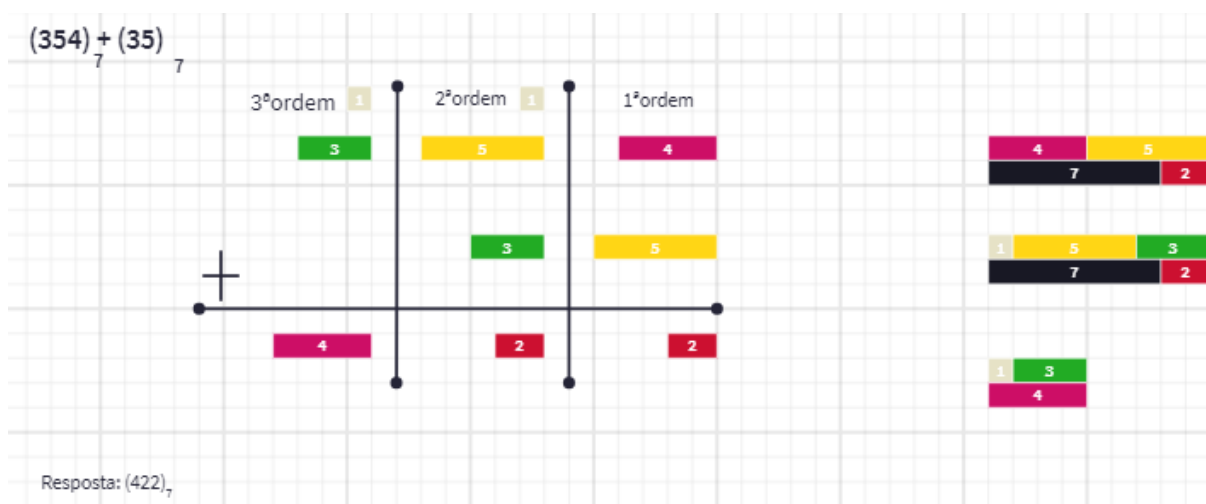 (354)₇ + (35)₇
3ªordem 1 2ªordem 1 1ªordem
3 5 4 4 5
7 2
3 5 1 5 3
7 2
4 2 2 1 3
4
Resposta: (422)₇